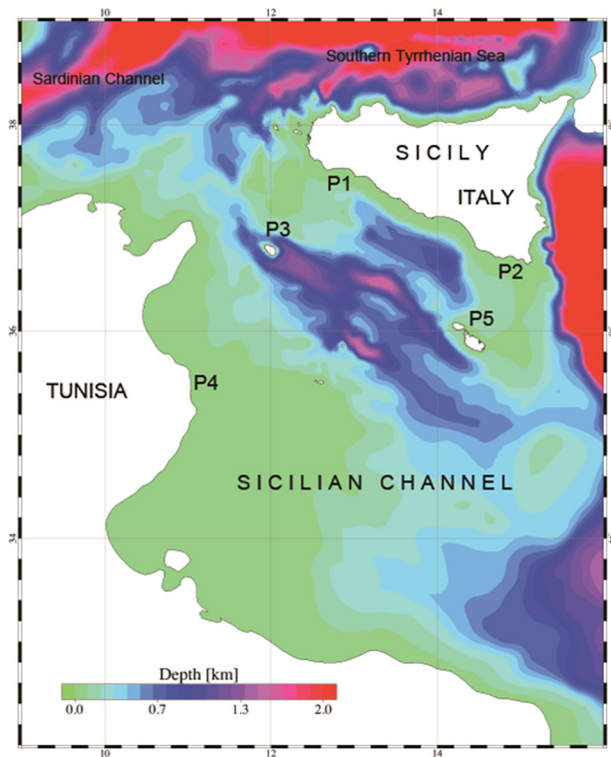 Southern Tyrrhenian Sea
Sardinian Channel
38
SICILY
P1
ITALY
P3
P2
P5
36
TUNISIA
P4
SICILIAN CHANNEL
34
Depth [km]
0.0 0.7 1.3 2.0
10 12 14